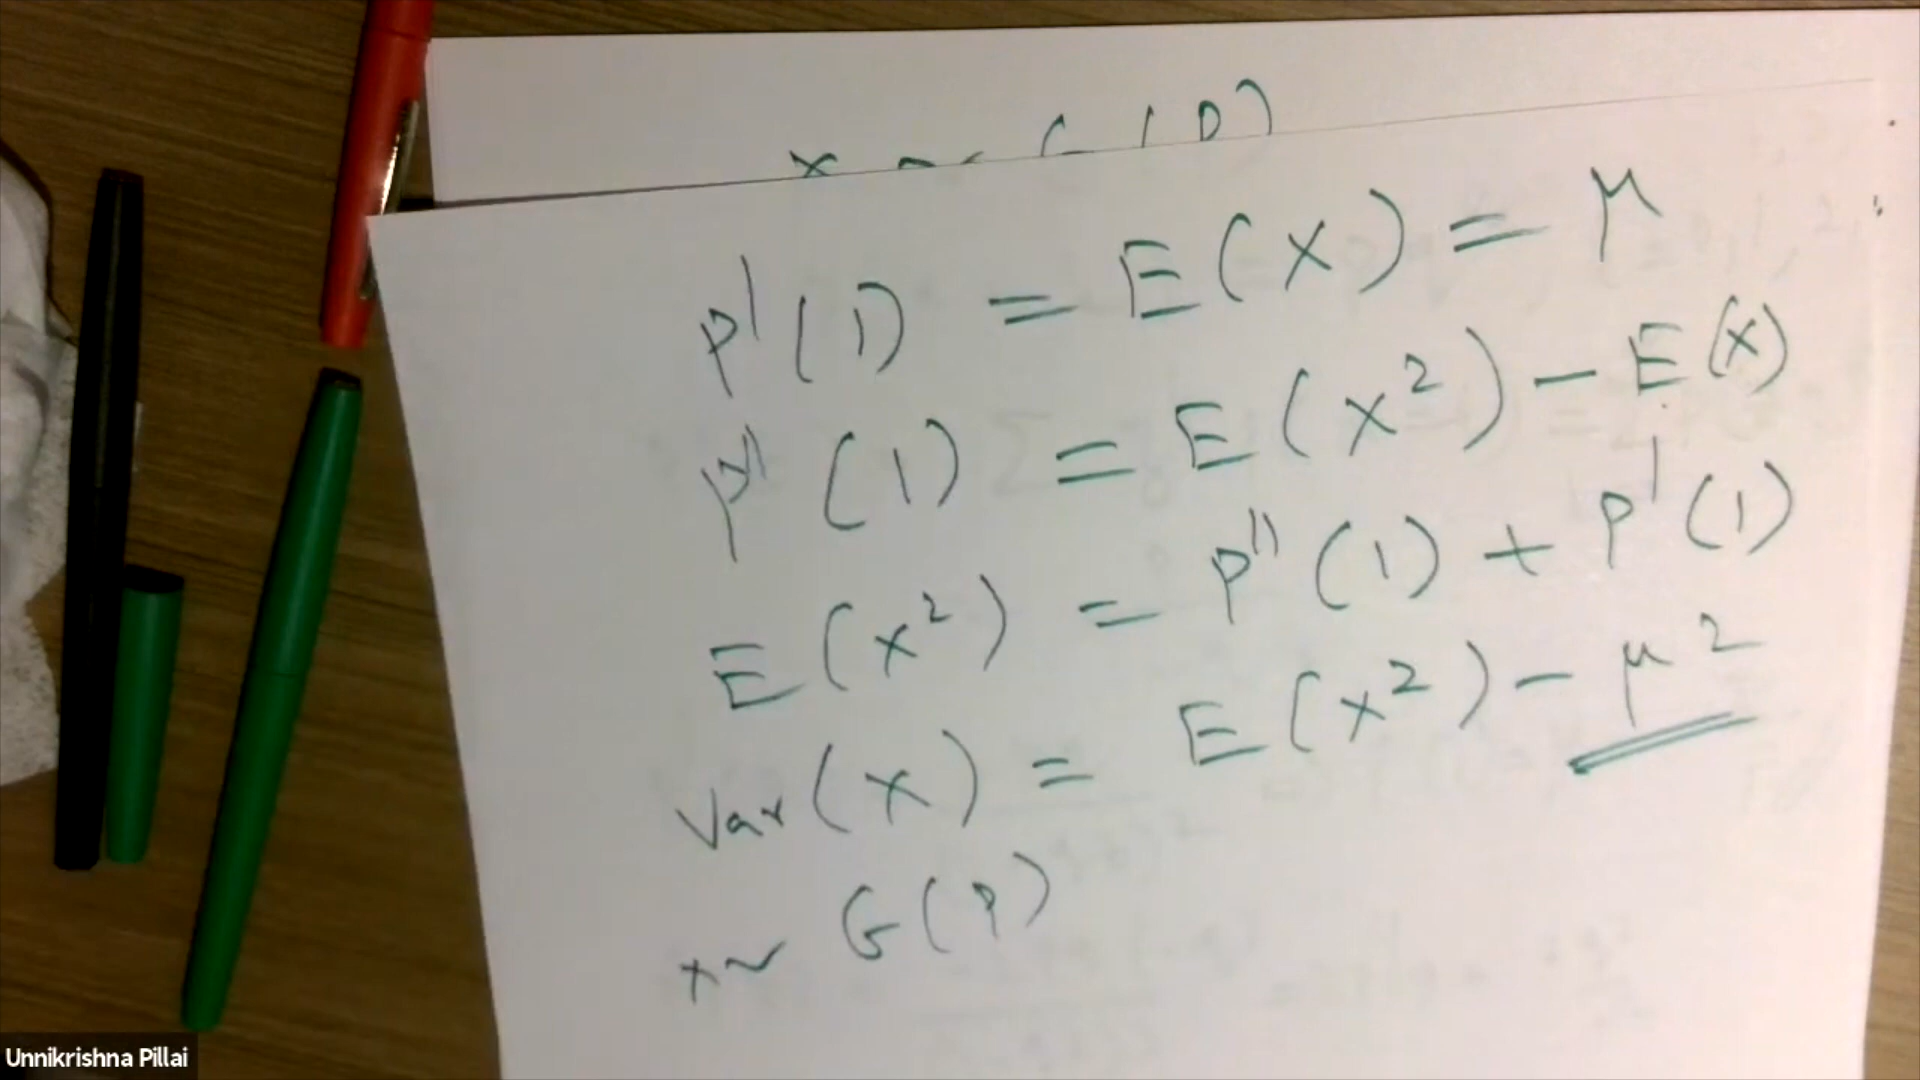 x ~ G(P)
P'(1) = E(X) = μ
P''(1) = E(X²) - E(X)
E(X²) = P''(1) + P'(1)
Var(X) = E(X²) - μ²
x ~ G(P)
Unnikrishna Pillai